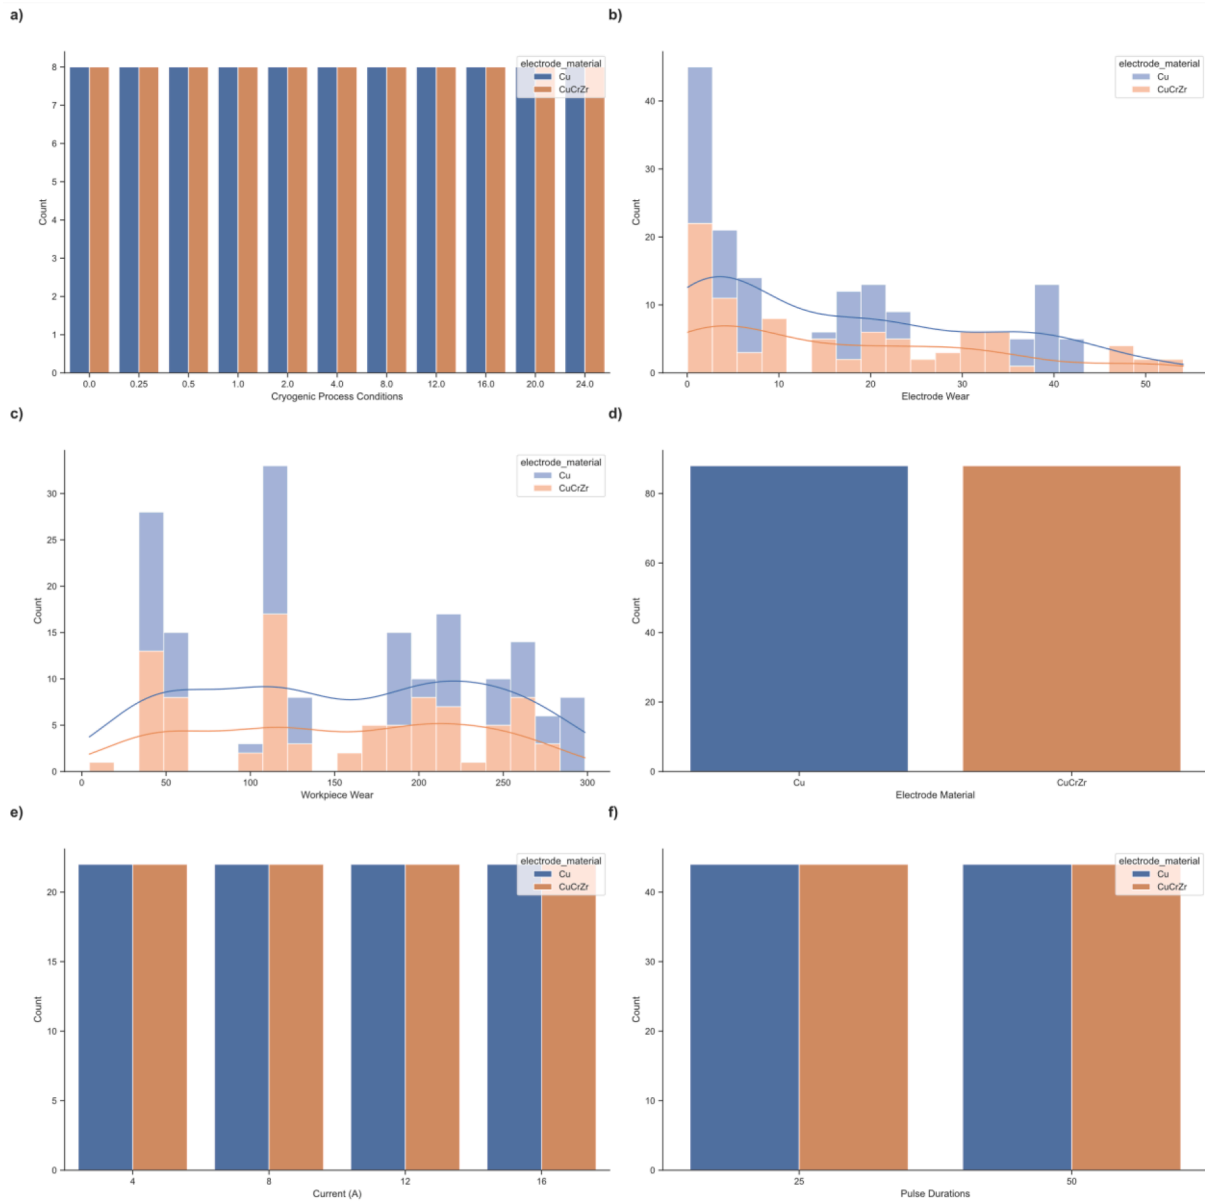 a)
electrode_material
Cu
CuCrZr
8
7
6
5
4
3
2
1
0
Count
0.0 0.25 0.5 1.0 2.0 4.0 8.0 12.0 16.0 20.0 24.0
Cryogenic Process Conditions
b)
electrode_material
Cu
CuCrZr
40
30
20
10
0
Count
0 10 20 30 40 50
Electrode Wear
c)
electrode_material
Cu
CuCrZr
30
25
20
15
10
5
0
Count
0 50 100 150 200 250 300
Workpiece Wear
d)
80
60
40
20
0
Count
Cu CuCrZr
Electrode Material
e)
electrode_material
Cu
CuCrZr
20
15
10
5
0
Count
4 8 12 16
Current (A)
f)
electrode_material
Cu
CuCrZr
40
30
20
10
0
Count
25 50
Pulse Durations